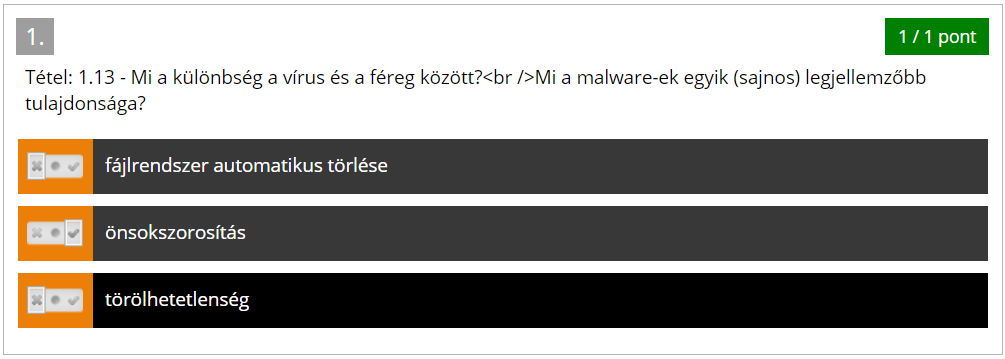 1.
1 / 1 pont
Tétel: 1.13 - Mi a különbség a vírus és a féreg között?<br />Mi a malware-ek egyik (sajnos) legjellemzőbb
tulajdonsága?
fájlrendszer automatikus törlése
önsokszorosítás
törölhetetlenség